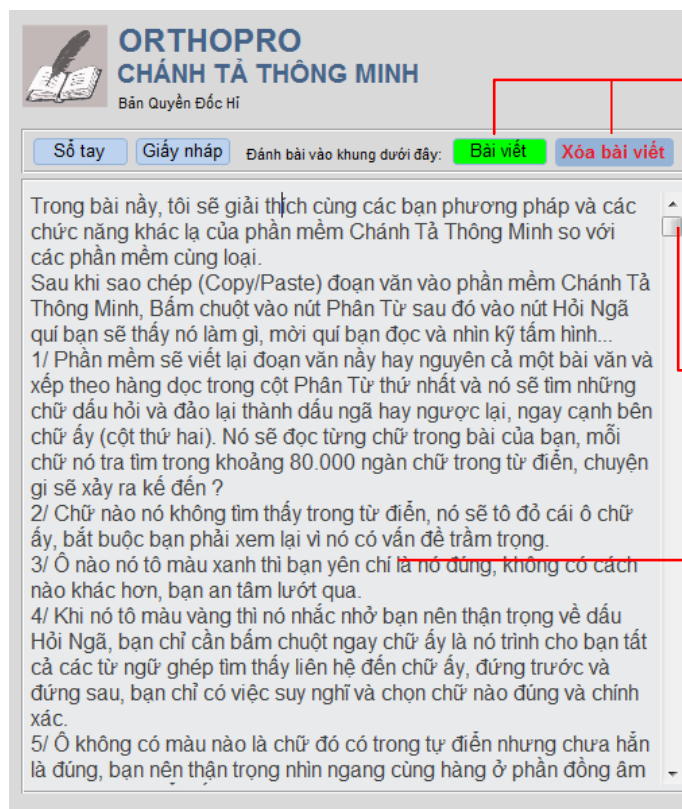 ORTHOPRO
CHÁNH TẢ THÔNG MINH
Bản Quyền Đốc Hí
Sổ tay Giấy nháp Đánh bài vào khung dưới đây: Bài viết Xóa bài viết
Trong bài nầy, tôi sẽ giải thích cùng các bạn phương pháp và các
chức năng khác lạ của phần mềm Chánh Tả Thông Minh so với
các phần mềm cùng loại.
Sau khi sao chép (Copy/Paste) đoạn văn vào phần mềm Chánh Tả
Thông Minh, Bấm chuột vào nút Phân Từ sau đó vào nút Hỏi Ngã
quí bạn sẽ thấy nó làm gì, mời quí bạn đọc và nhìn kỹ tấm hình...
1/ Phần mềm sẽ viết lại đoạn văn nầy hay nguyên cả một bài văn và
xếp theo hàng dọc trong cột Phân Từ thứ nhất và nó sẽ tìm những
chữ dấu hỏi và đảo lại thành dấu ngã hay ngược lại, ngay cạnh bên
chữ ấy (cột thứ hai). Nó sẽ đọc từng chữ trong bài của bạn, mỗi
chữ nó tra tìm trong khoảng 80.000 ngàn chữ trong từ điển, chuyện
gi sẽ xảy ra kế đến ?
2/ Chữ nào nó không tìm thấy trong từ điển, nó sẽ tô đỏ cái ô chữ
ấy, bắt buộc bạn phải xem lại vì nó có vấn đề trầm trọng.
3/ Ô nào nó tô màu xanh thì bạn yên chí là nó đúng, không có cách
nào khác hơn, bạn an tâm lướt qua.
4/ Khi nó tô màu vàng thì nó nhắc nhở bạn nên thận trọng về dấu
Hỏi Ngã, bạn chỉ cần bấm chuột ngay chữ ấy là nó trình cho bạn tất
cả các từ ngữ ghép tìm thấy liên hệ đến chữ ấy, đứng trước và
đứng sau, bạn chỉ có việc suy nghĩ và chọn chữ nào đúng và chính
xác.
5/ Ô không có màu nào là chữ đó có trong tự điển nhưng chưa hẳn
là đúng, bạn nên thận trọng nhìn ngang cùng hàng ở phần đồng âm